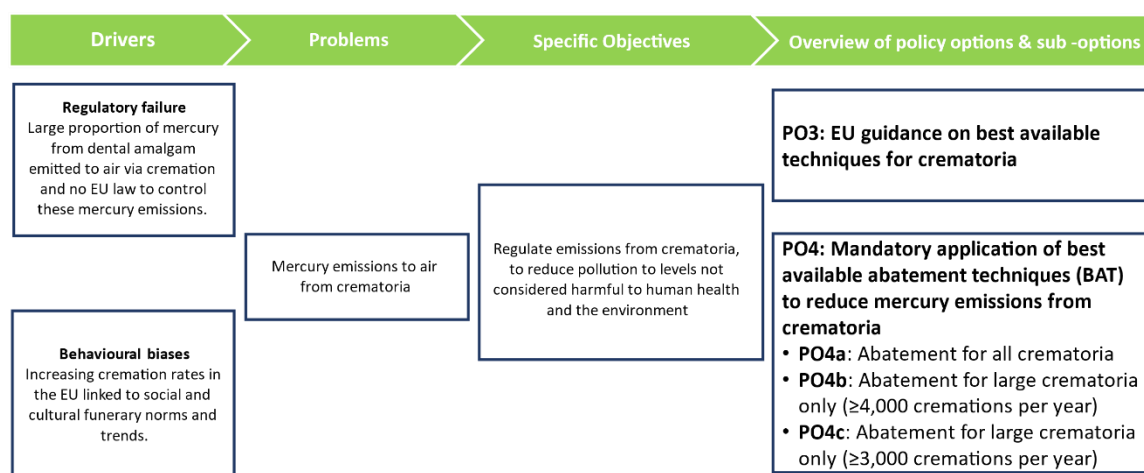 Drivers
Problems
Specific Objectives
Overview of policy options & sub -options
Regulatory failure
Large proportion of mercury
from dental amalgam
emitted to air via cremation
and no EU law to control
these mercury emissions.
Behavioural biases
Increasing cremation rates in
the EU linked to social and
cultural funerary norms and
trends.
Mercury emissions to air
from crematoria
Regulate emissions from crematoria,
to reduce pollution to levels not
considered harmful to human health
and the environment
PO3: EU guidance on best available
techniques for crematoria
PO4: Mandatory application of best
available abatement techniques (BAT)
to reduce mercury emissions from
crematoria
• PO4a: Abatement for all crematoria
• PO4b: Abatement for large crematoria
only (≥4,000 cremations per year)
• PO4c: Abatement for large crematoria
only (≥3,000 cremations per year)